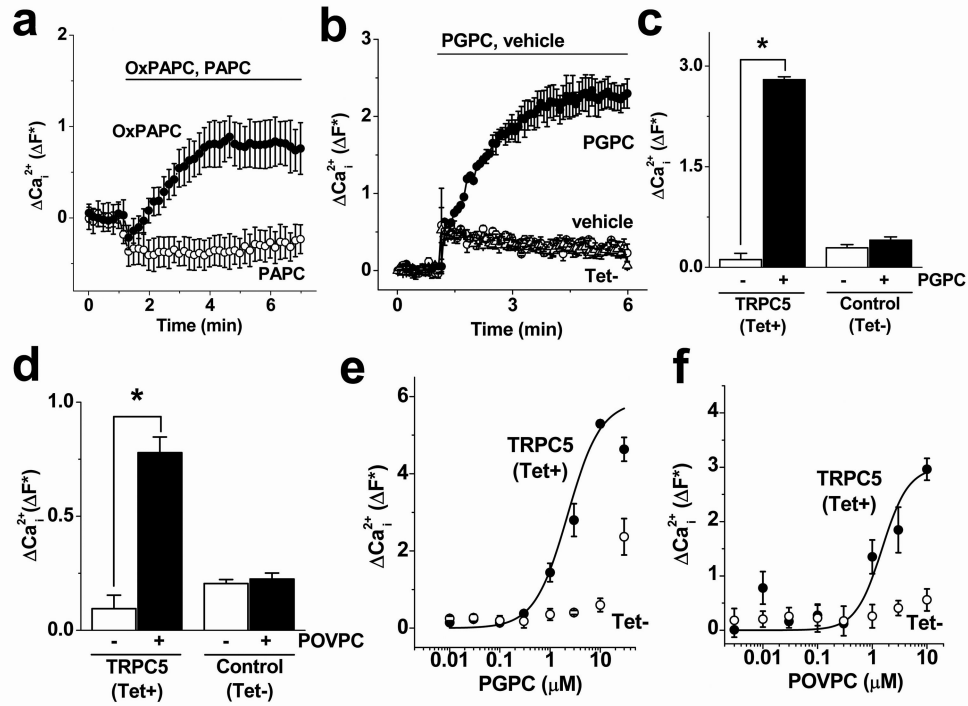 a
2
1
0
ΔCa²⁺ᵢ (ΔF*)
OxPAPC, PAPC
OxPAPC
PAPC
0 2 4 6
Time (min)
b
3
2
1
0
ΔCa²⁺ᵢ (ΔF*)
PGPC, vehicle
PGPC
vehicle
Tet-
0 3 6
Time (min)
c
3.0
1.5
0.0
ΔCa²⁺ᵢ (ΔF*)
*
- + - + PGPC
TRPC5 Control
(Tet+) (Tet-)
d
1.0
0.5
0.0
ΔCa²⁺ᵢ(ΔF*)
*
- + - + POVPC
TRPC5 Control
(Tet+) (Tet-)
e
6
4
2
0
ΔCa²⁺ᵢ (ΔF*)
TRPC5
(Tet+)
Tet-
0.01 0.1 1 10
PGPC (μM)
f
4
3
2
1
0
ΔCa²⁺ᵢ (ΔF*)
TRPC5
(Tet+)
Tet-
0.01 0.1 1 10
POVPC (μM)